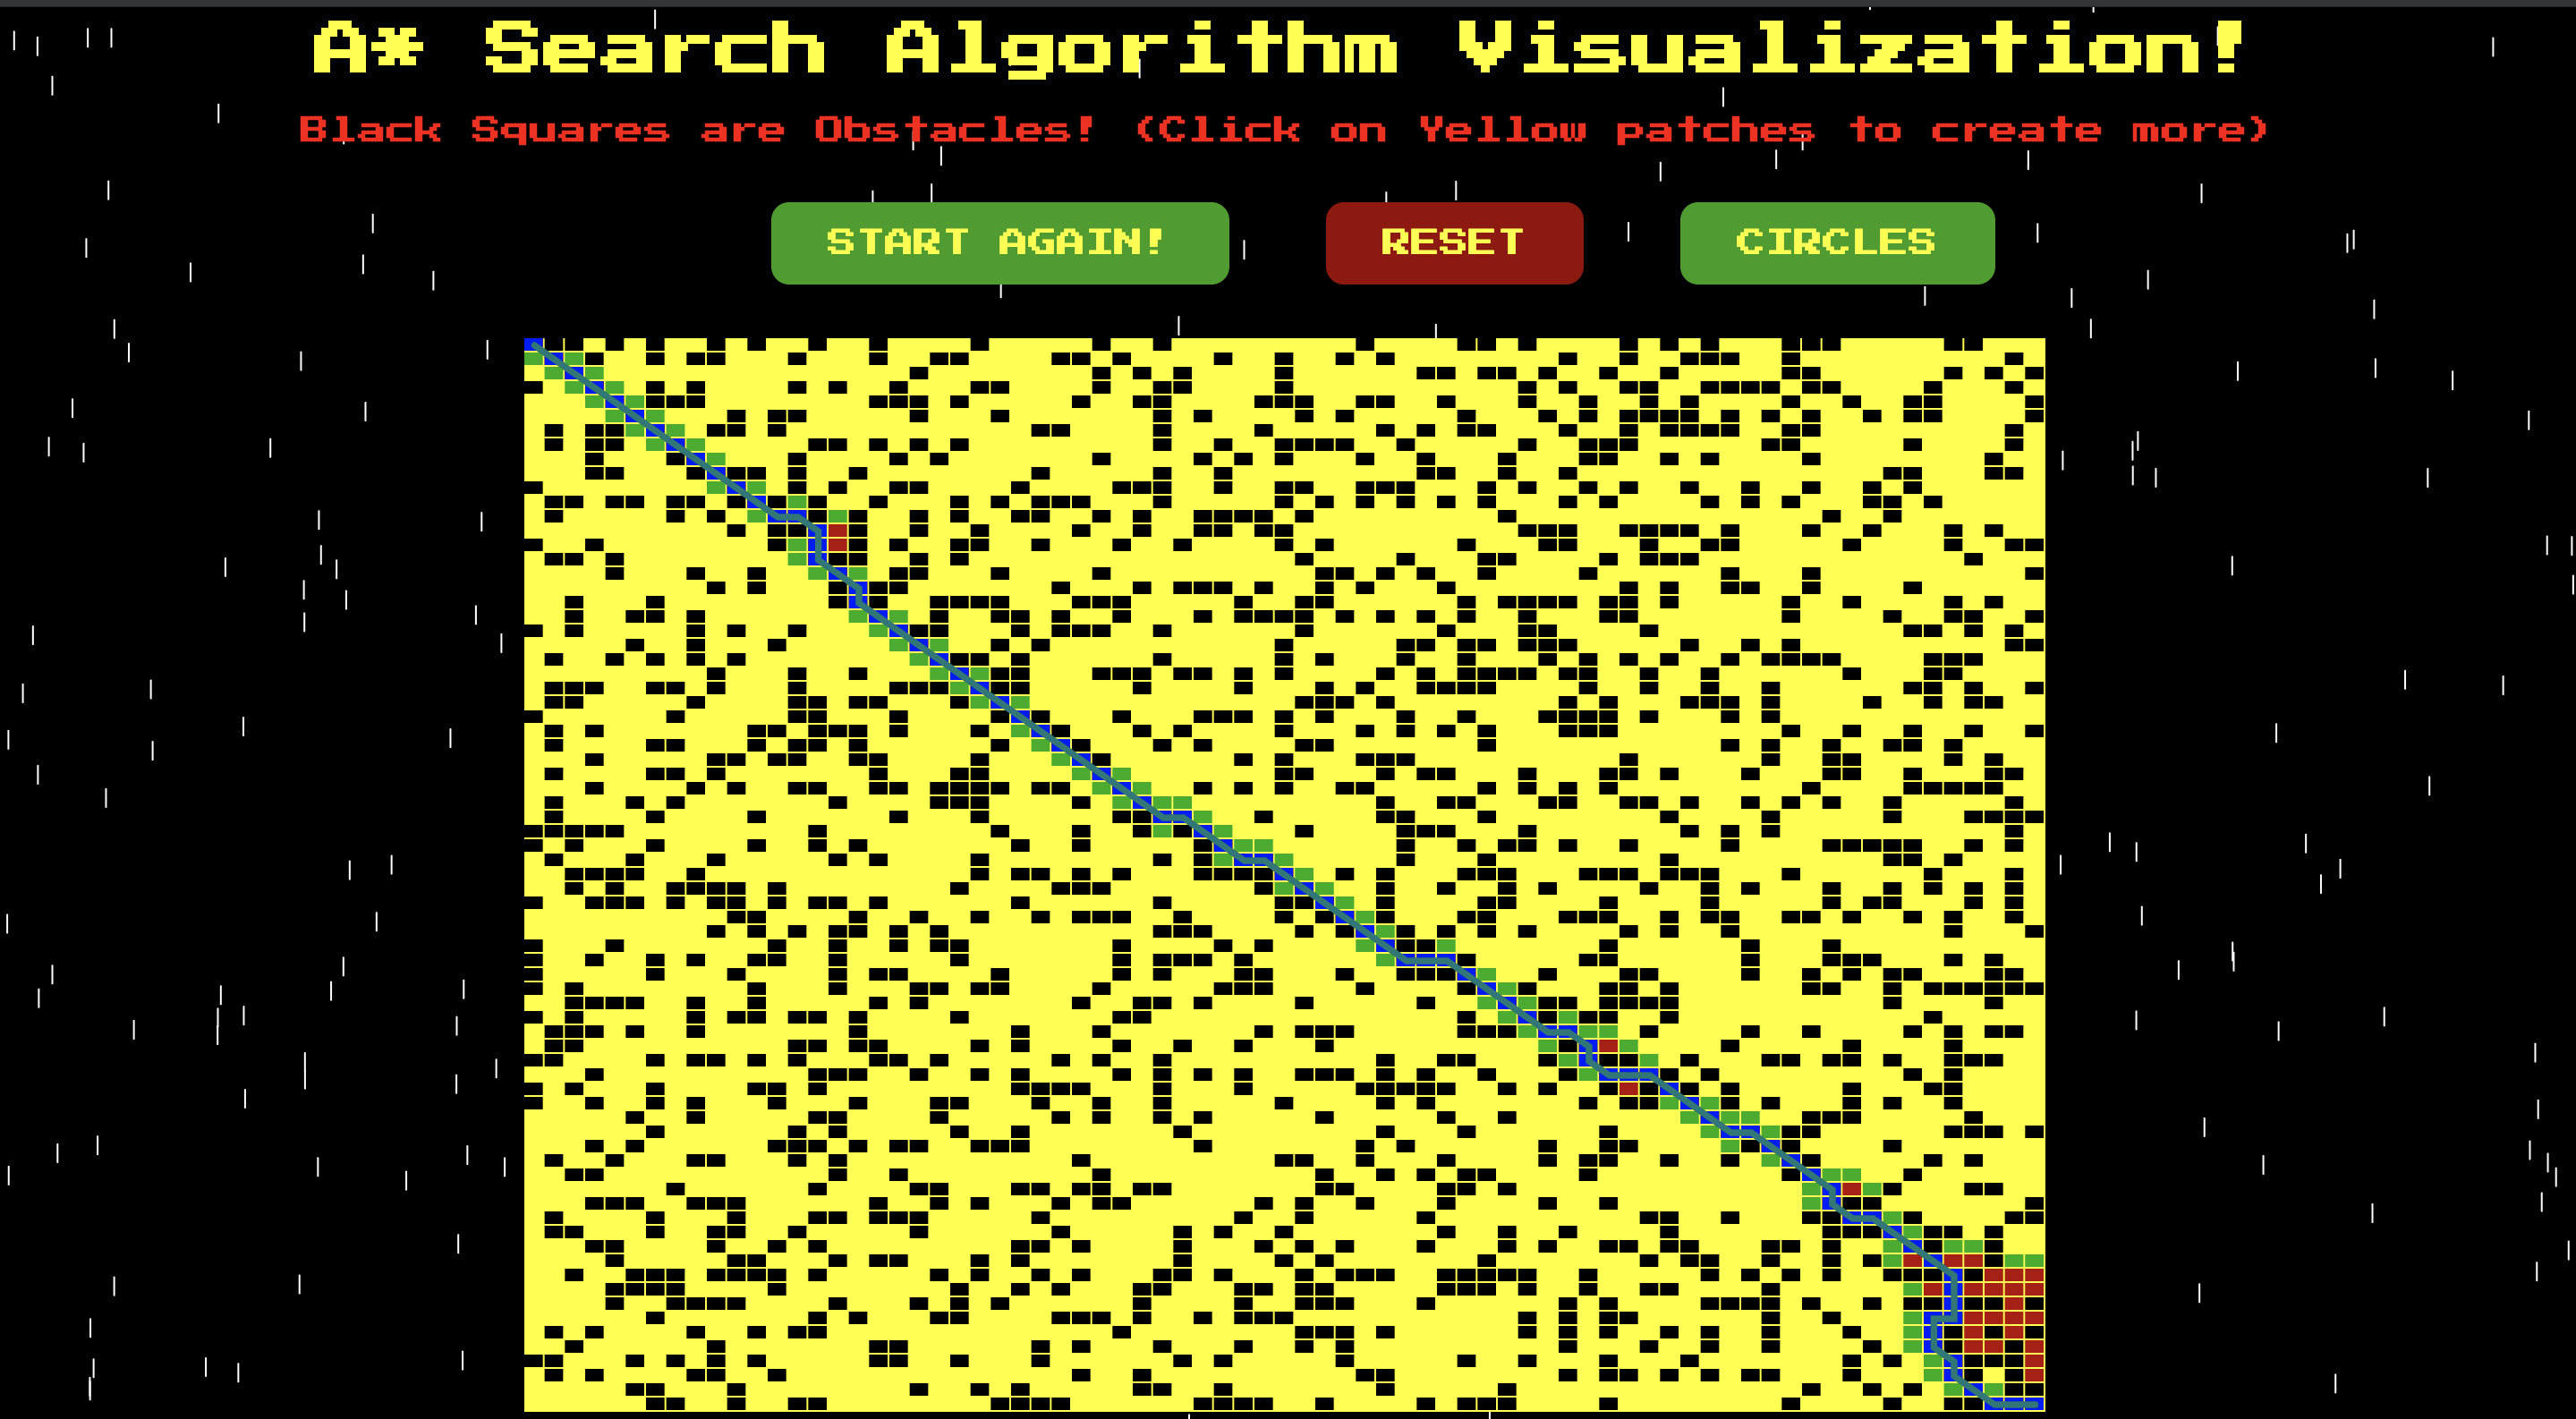 A* Search Algorithm Visualization!
Black Squares are Obstacles! (Click on Yellow patches to create more)
START AGAIN! RESET CIRCLES